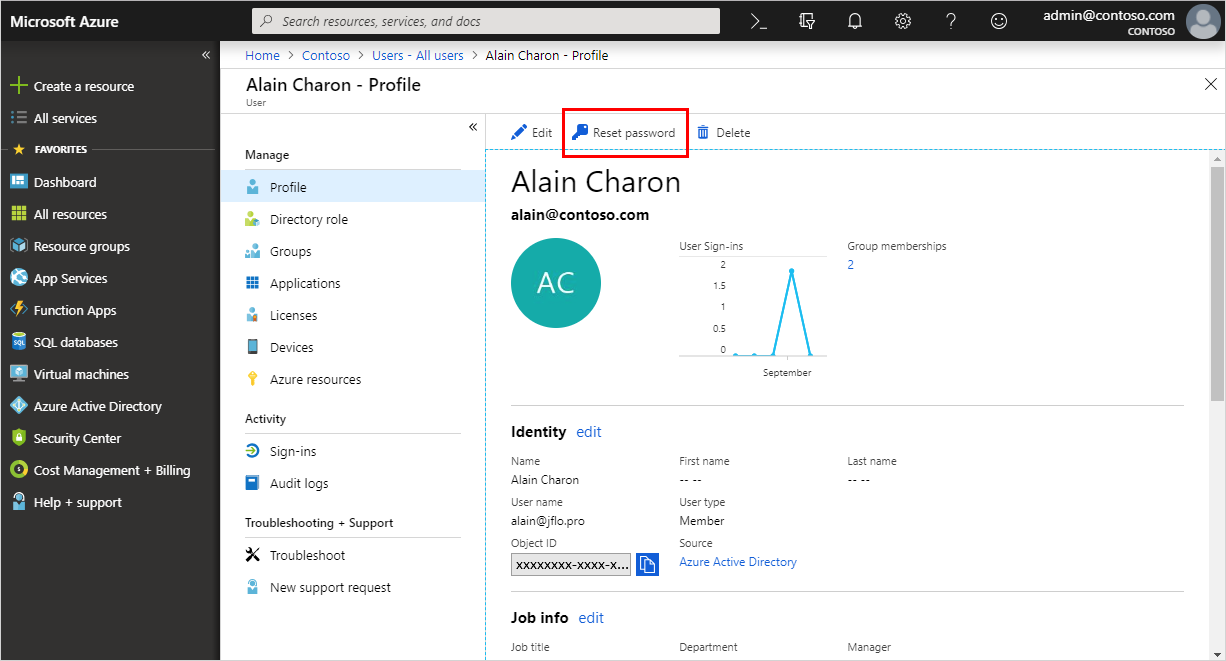 Microsoft Azure
Search resources, services, and docs
admin@contoso.com
CONTOSO
Create a resource
All services
FAVORITES
Dashboard
All resources
Resource groups
App Services
Function Apps
SQL databases
Virtual machines
Azure Active Directory
Security Center
Cost Management + Billing
Help + support
Home > Contoso > Users - All users > Alain Charon - Profile
Alain Charon - Profile
User
Manage
Profile
Directory role
Groups
Applications
Licenses
Devices
Azure resources
Activity
Sign-ins
Audit logs
Troubleshooting + Support
Troubleshoot
New support request
Edit Reset password Delete
Alain Charon
alain@contoso.com
AC
User Sign-ins
2
1.5
1
0.5
0
September
Group memberships
2
Identity edit
Name First name Last name
Alain Charon -- -- -- --
User name User type
alain@jflo.pro Member
Object ID Source
xxxxxxxx-xxxx-x... Azure Active Directory
Job info edit
Job title Department Manager